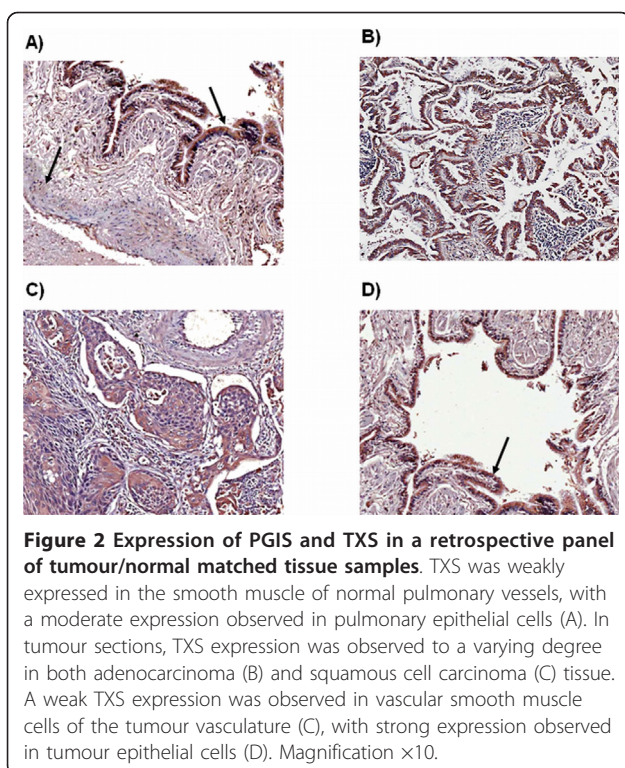 A)
B)
C)
D)
Figure 2 Expression of PGIS and TXS in a retrospective panel
of tumour/normal matched tissue samples. TXS was weakly
expressed in the smooth muscle of normal pulmonary vessels, with
a moderate expression observed in pulmonary epithelial cells (A). In
tumour sections, TXS expression was observed to a varying degree
in both adenocarcinoma (B) and squamous cell carcinoma (C) tissue.
A weak TXS expression was observed in vascular smooth muscle
cells of the tumour vasculature (C), with strong expression observed
in tumour epithelial cells (D). Magnification ×10.